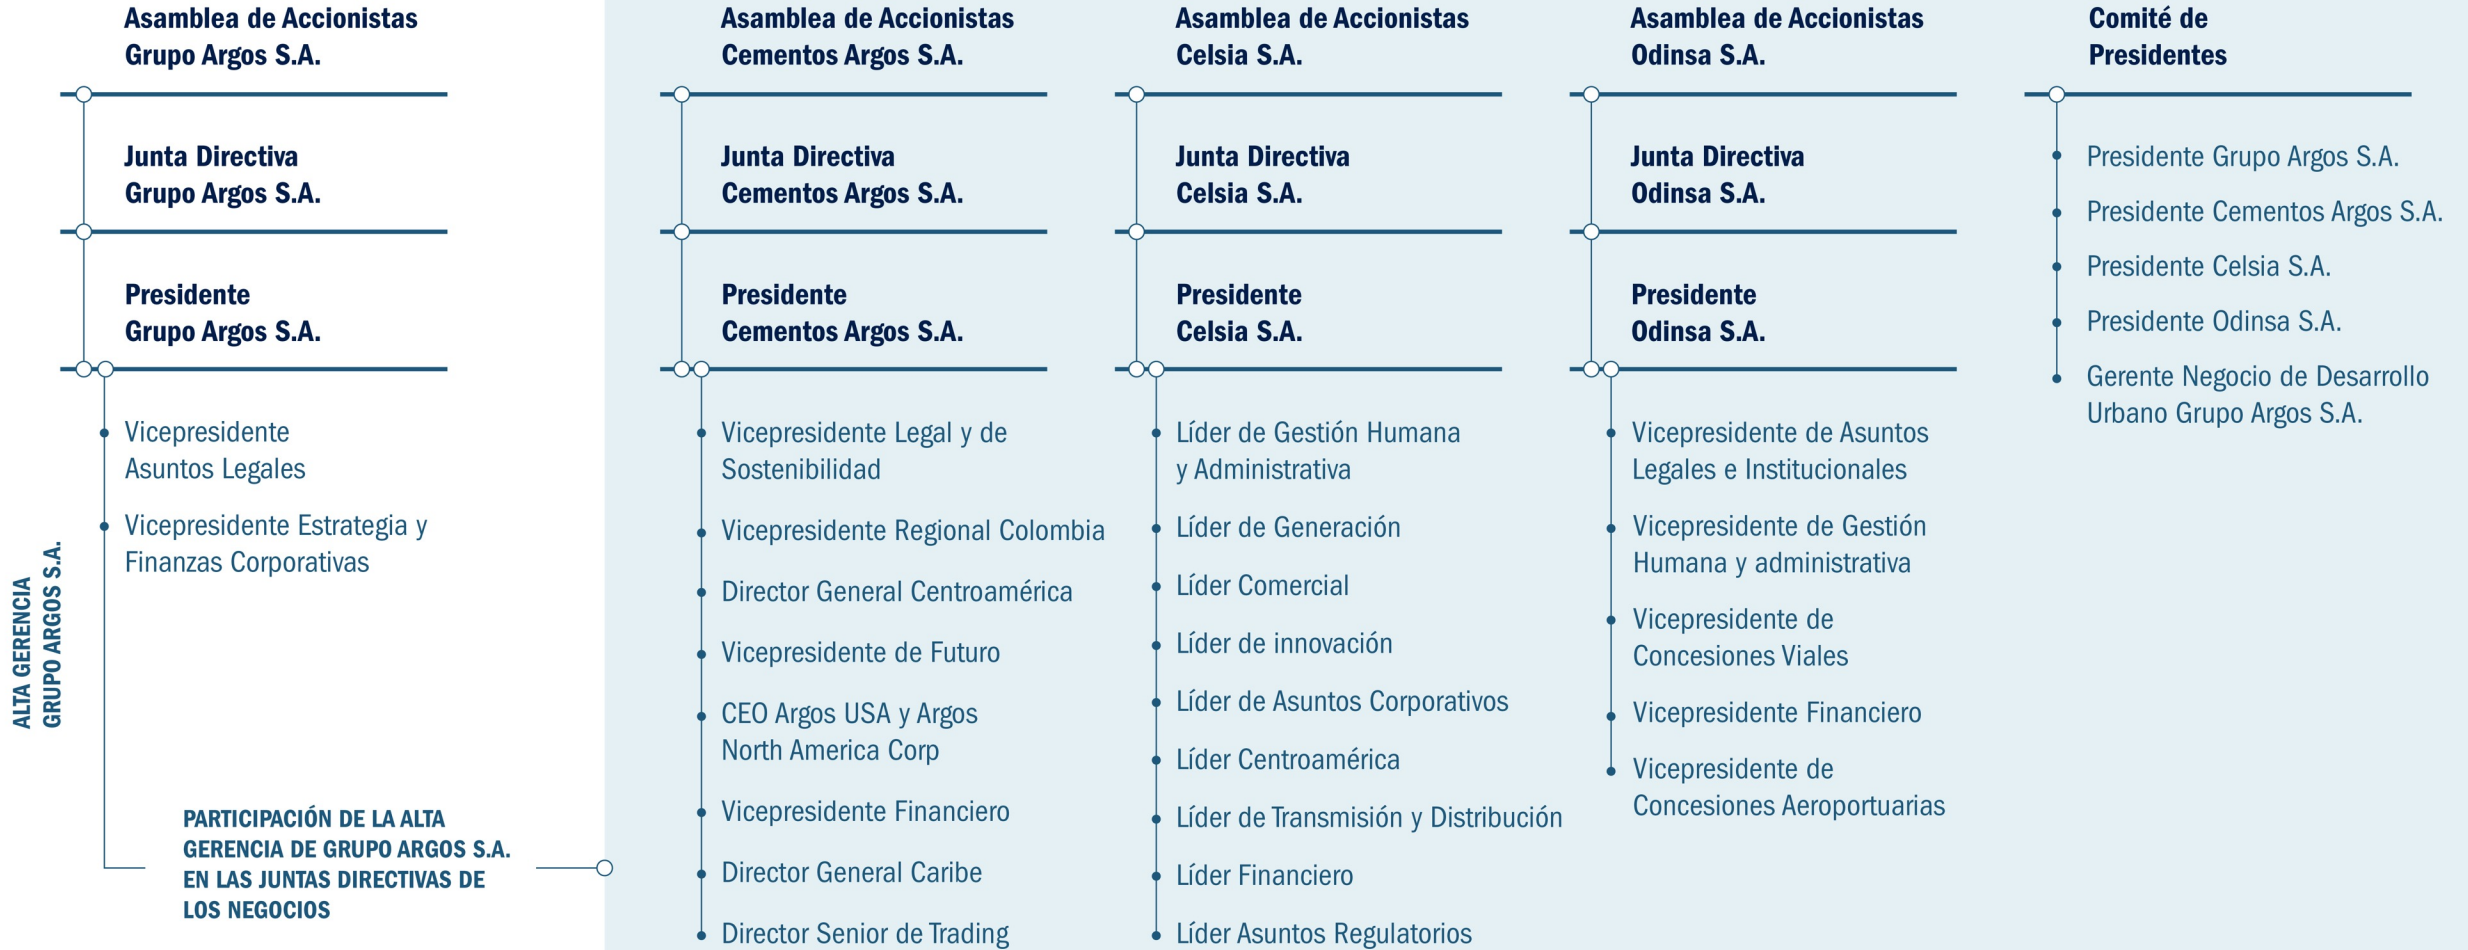 Asamblea de Accionistas
Grupo Argos S.A.
Junta Directiva
Grupo Argos S.A.
Presidente
Grupo Argos S.A.
Vicepresidente
Asuntos Legales
Vicepresidente Estrategia y
Finanzas Corporativas
ALTA GERENCIA
GRUPO ARGOS S.A.
PARTICIPACIÓN DE LA ALTA
GERENCIA DE GRUPO ARGOS S.A.
EN LAS JUNTAS DIRECTIVAS DE
LOS NEGOCIOS
Asamblea de Accionistas
Cementos Argos S.A.
Junta Directiva
Cementos Argos S.A.
Presidente
Cementos Argos S.A.
Vicepresidente Legal y de
Sostenibilidad
Vicepresidente Regional Colombia
Director General Centroamérica
Vicepresidente de Futuro
CEO Argos USA y Argos
North America Corp
Vicepresidente Financiero
Director General Caribe
Director Senior de Trading
Asamblea de Accionistas
Celsia S.A.
Junta Directiva
Celsia S.A.
Presidente
Celsia S.A.
Líder de Gestión Humana
y Administrativa
Líder de Generación
Líder Comercial
Líder de innovación
Líder de Asuntos Corporativos
Líder Centroamérica
Líder de Transmisión y Distribución
Líder Financiero
Líder Asuntos Regulatorios
Asamblea de Accionistas
Odinsa S.A.
Junta Directiva
Odinsa S.A.
Presidente
Odinsa S.A.
Vicepresidente de Asuntos
Legales e Institucionales
Vicepresidente de Gestión
Humana y administrativa
Vicepresidente de
Concesiones Viales
Vicepresidente Financiero
Vicepresidente de
Concesiones Aeroportuarias
Comité de
Presidentes
Presidente Grupo Argos S.A.
Presidente Cementos Argos S.A.
Presidente Celsia S.A.
Presidente Odinsa S.A.
Gerente Negocio de Desarrollo
Urbano Grupo Argos S.A.